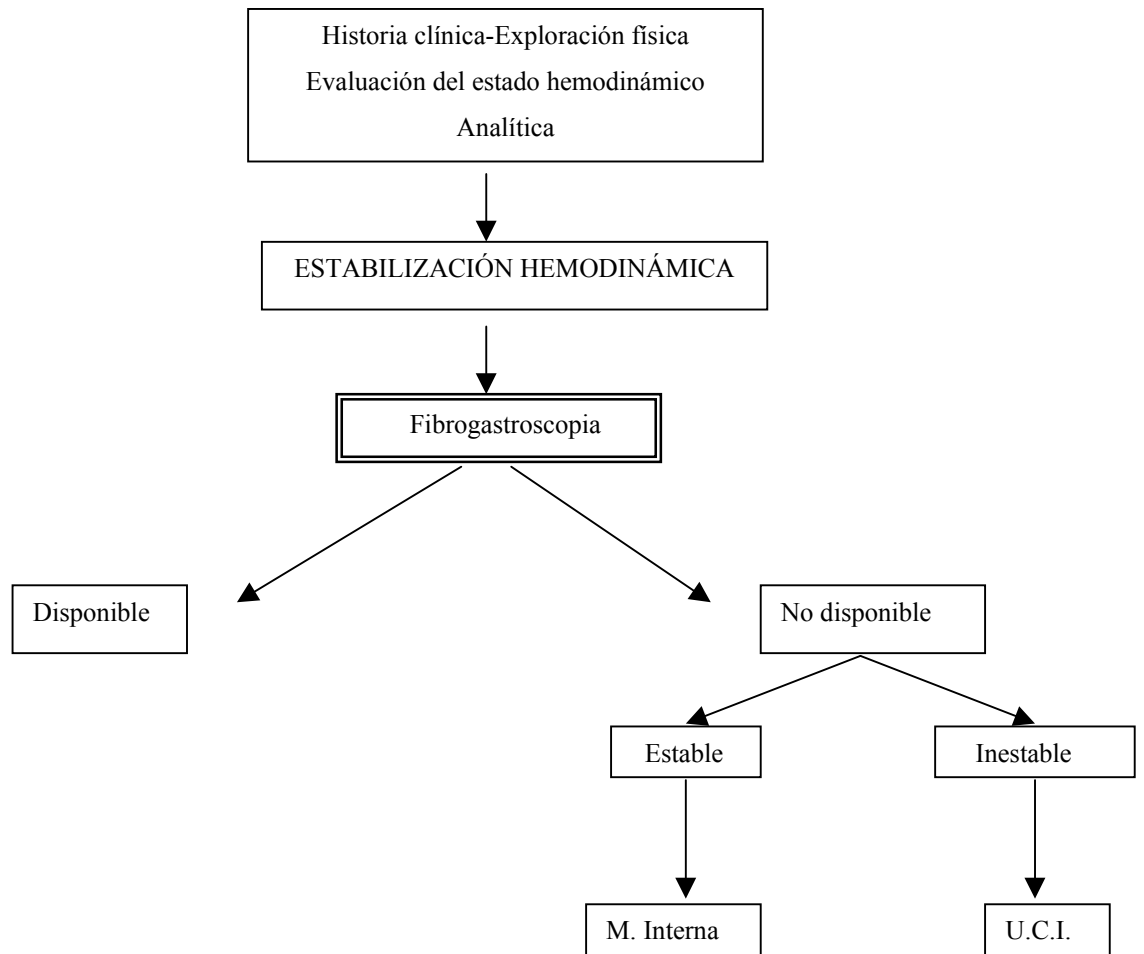 Historia clínica-Exploración física
Evaluación del estado hemodinámico
Analítica
ESTABILIZACIÓN HEMODINÁMICA
Fibrogastroscopia
Disponible
No disponible
Estable
Inestable
M. Interna
U.C.I.